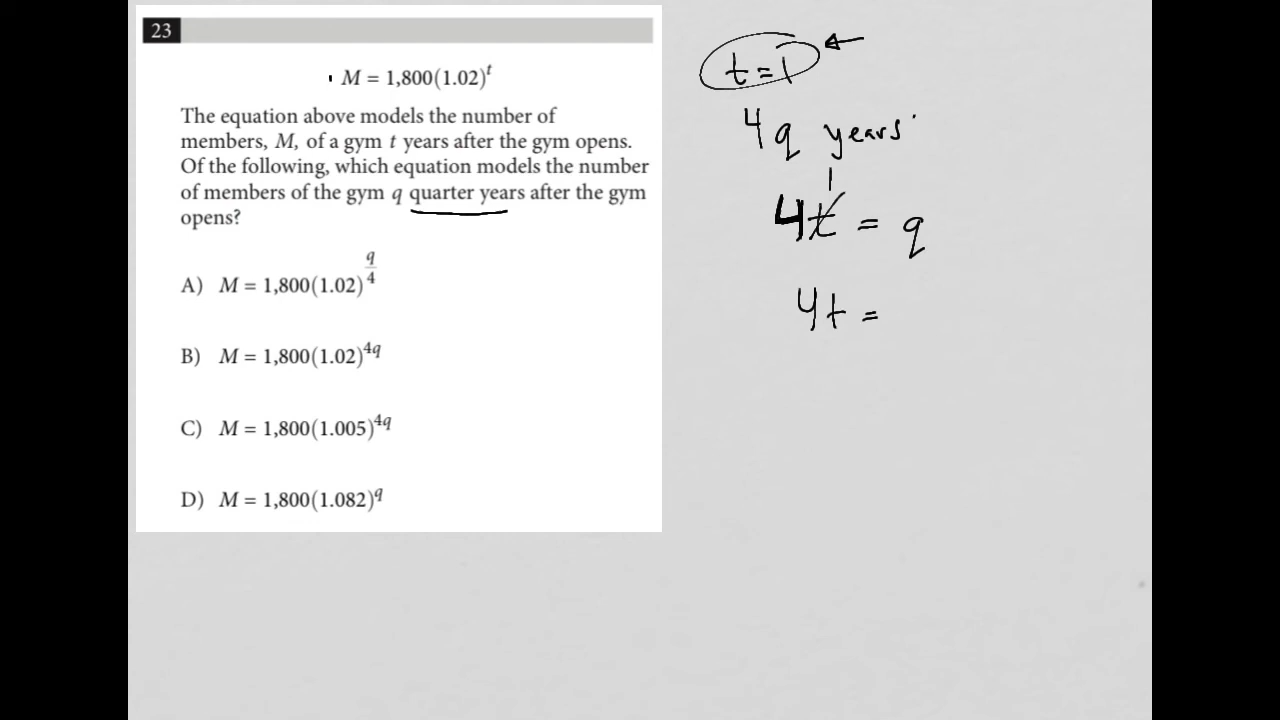 23
M = 1,800(1.02)^t
The equation above models the number of
members, M, of a gym t years after the gym opens.
Of the following, which equation models the number
of members of the gym q quarter years after the gym
opens?
A) M = 1,800(1.02)^(q/4)
B) M = 1,800(1.02)^(4q)
C) M = 1,800(1.005)^(4q)
D) M = 1,800(1.082)^q
t = 1
4 q years
1
4t = q
4t =